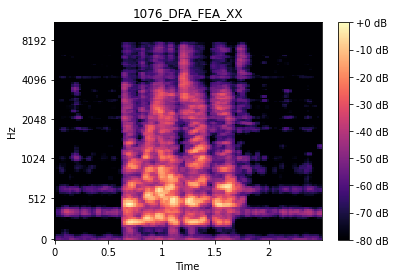 1076_DFA_FEA_XX
8192
4096
2048
1024
512
0
Hz
0 0.5 1 1.5 2
Time
+0 dB
-10 dB
-20 dB
-30 dB
-40 dB
-50 dB
-60 dB
-70 dB
-80 dB